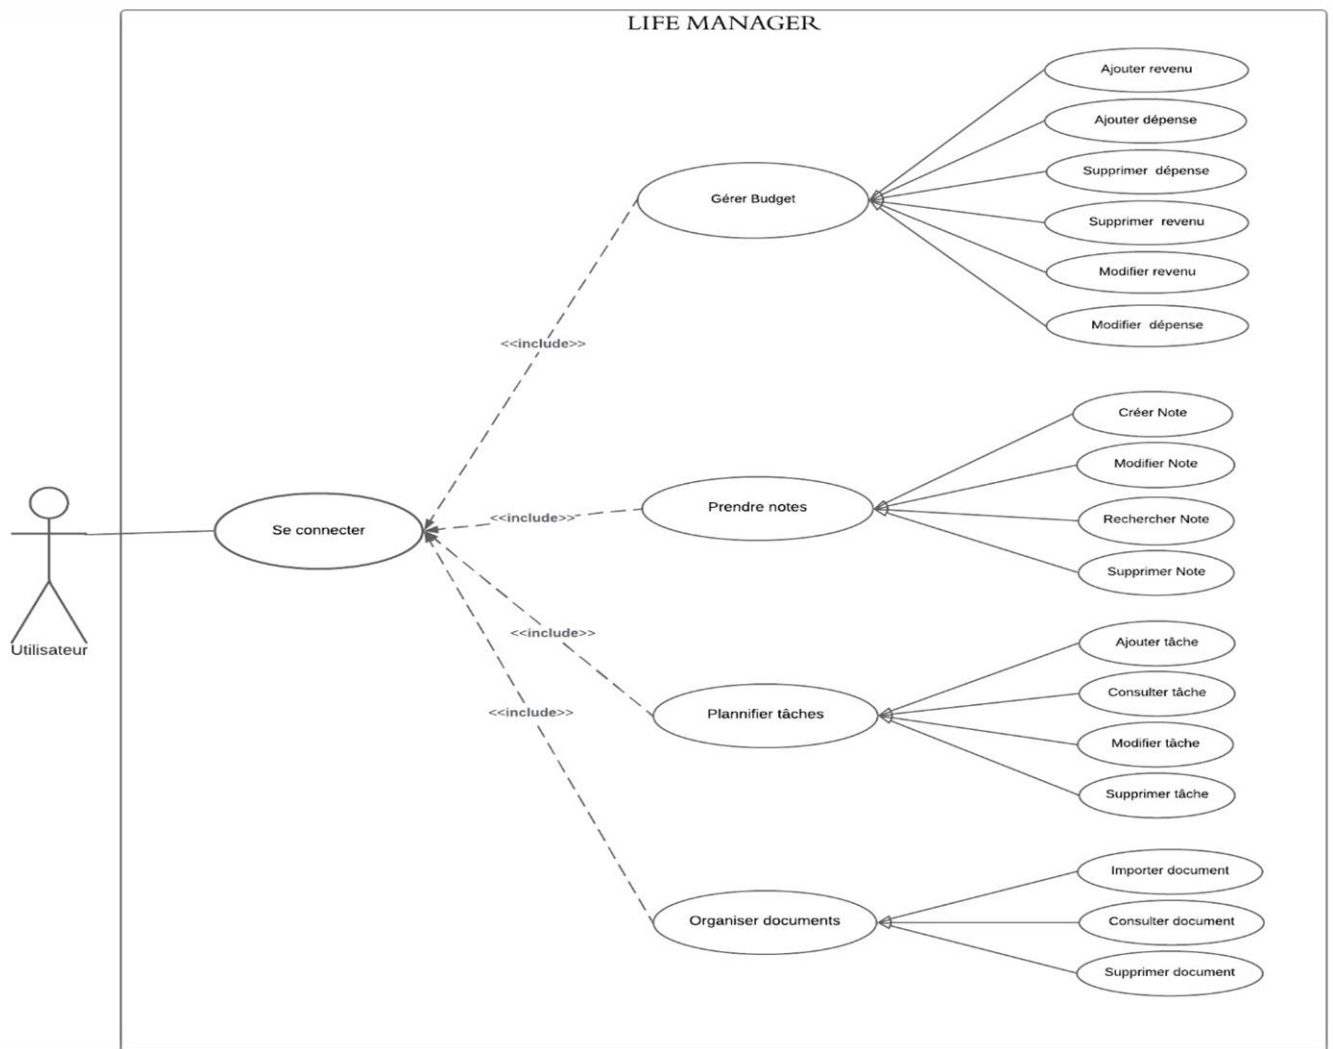 LIFE MANAGER
Ajouter revenu
Ajouter dépense
Supprimer dépense
Gérer Budget
Supprimer revenu
Modifier revenu
Modifier dépense
<<include>>
Créer Note
Modifier Note
Prendre notes
<<include>>
Rechercher Note
Se connecter
Supprimer Note
<<include>>
Ajouter tâche
Utilisateur
Consulter tâche
<<include>>
Plannifier tâches
Modifier tâche
Supprimer tâche
Importer document
Organiser documents
Consulter document
Supprimer document